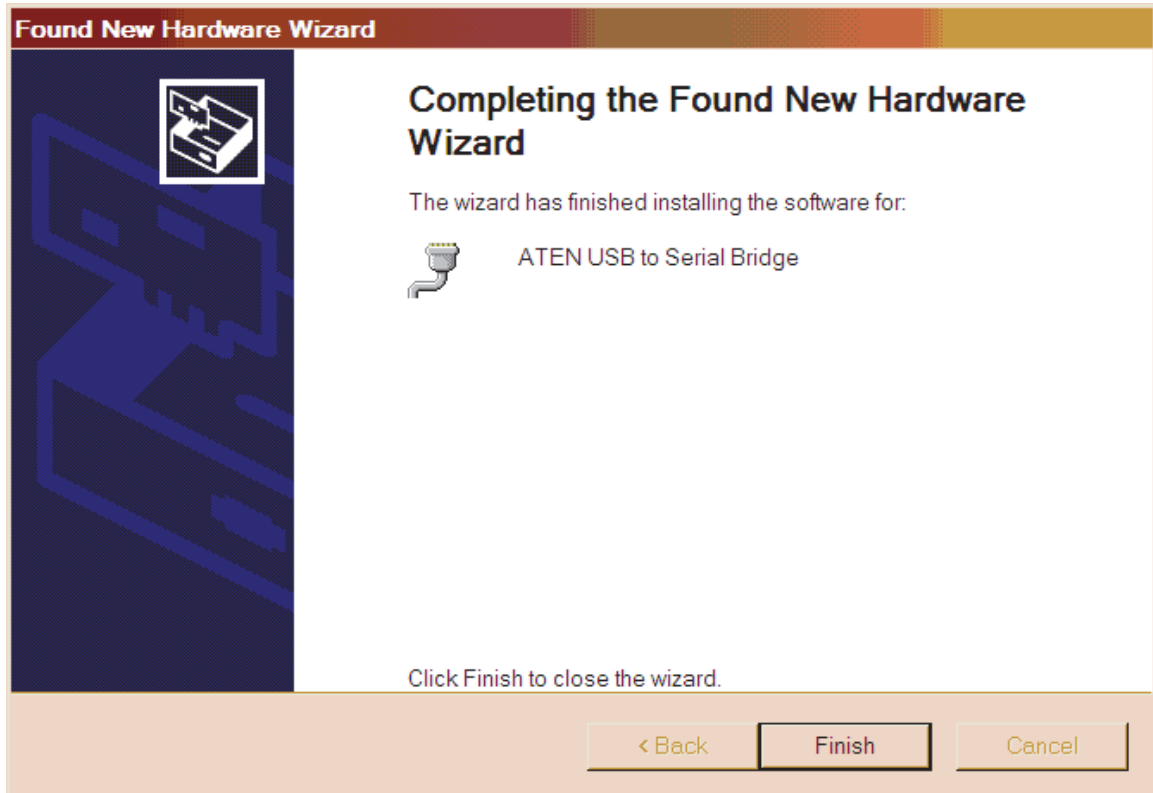 Found New Hardware Wizard
Completing the Found New Hardware
Wizard
The wizard has finished installing the software for:
ATEN USB to Serial Bridge
Click Finish to close the wizard.
< Back Finish Cancel